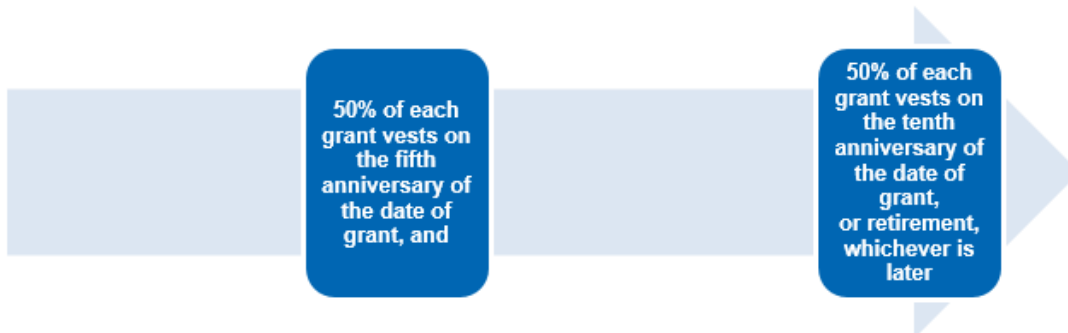 50% of each
grant vests on
the fifth
anniversary of
the date of
grant, and
50% of each
grant vests on
the tenth
anniversary of
the date of
grant,
or retirement,
whichever is
later